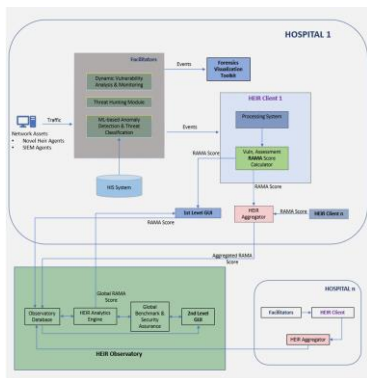 HOSPITAL 1
Facilitators
Events
Forensics
Visualization
Toolkit
Dynamic Vulnerability
Analysis & Monitoring
Threat Hunting Module
ML-based Anomaly
Detection & Threat
Classification
Traffic
Network Assets
• Novel Hair Agents
• SIEM Agents
Events
HEIR Client 1
Processing System
Vuln. Assessment
RAMA Score
Calculator
HIS System
RAMA
Score
RAMA
Score
1st Level GUI
RAMA Score
HEIR
Aggregator
RAMA Score
HEIR Client n
Aggregated RAMA
Score
Global RAMA
Score
Observatory
Database
HEIR Analytics
Engine
Global
Benchmark &
Security
Assurance
2nd Level
GUI
HEIR Observatory
HOSPITAL n
Facilitators
HEIR Client
HEIR Aggregator